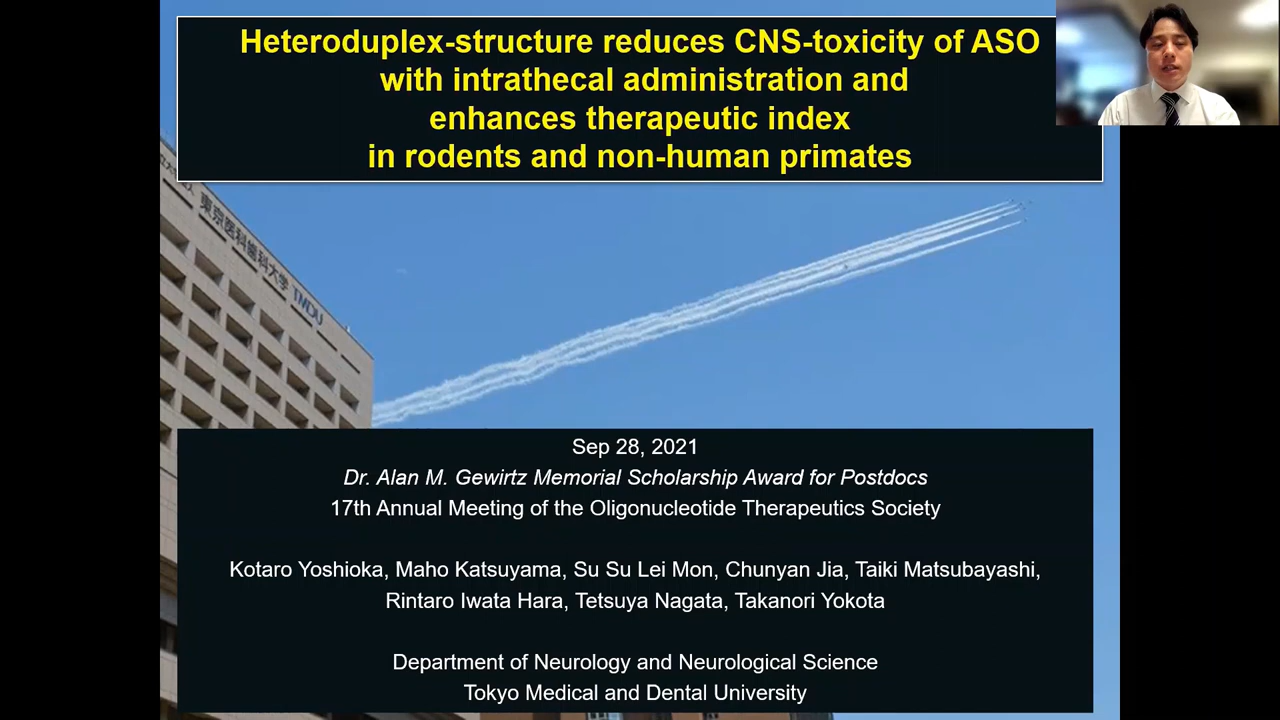 Heteroduplex-structure reduces CNS-toxicity of ASO
with intrathecal administration and
enhances therapeutic index
in rodents and non-human primates
東京医科歯科大学 TMDU
Sep 28, 2021
Dr. Alan M. Gewirtz Memorial Scholarship Award for Postdocs
17th Annual Meeting of the Oligonucleotide Therapeutics Society
Kotaro Yoshioka, Maho Katsuyama, Su Su Lei Mon, Chunyan Jia, Taiki Matsubayashi,
Rintaro Iwata Hara, Tetsuya Nagata, Takanori Yokota
Department of Neurology and Neurological Science
Tokyo Medical and Dental University